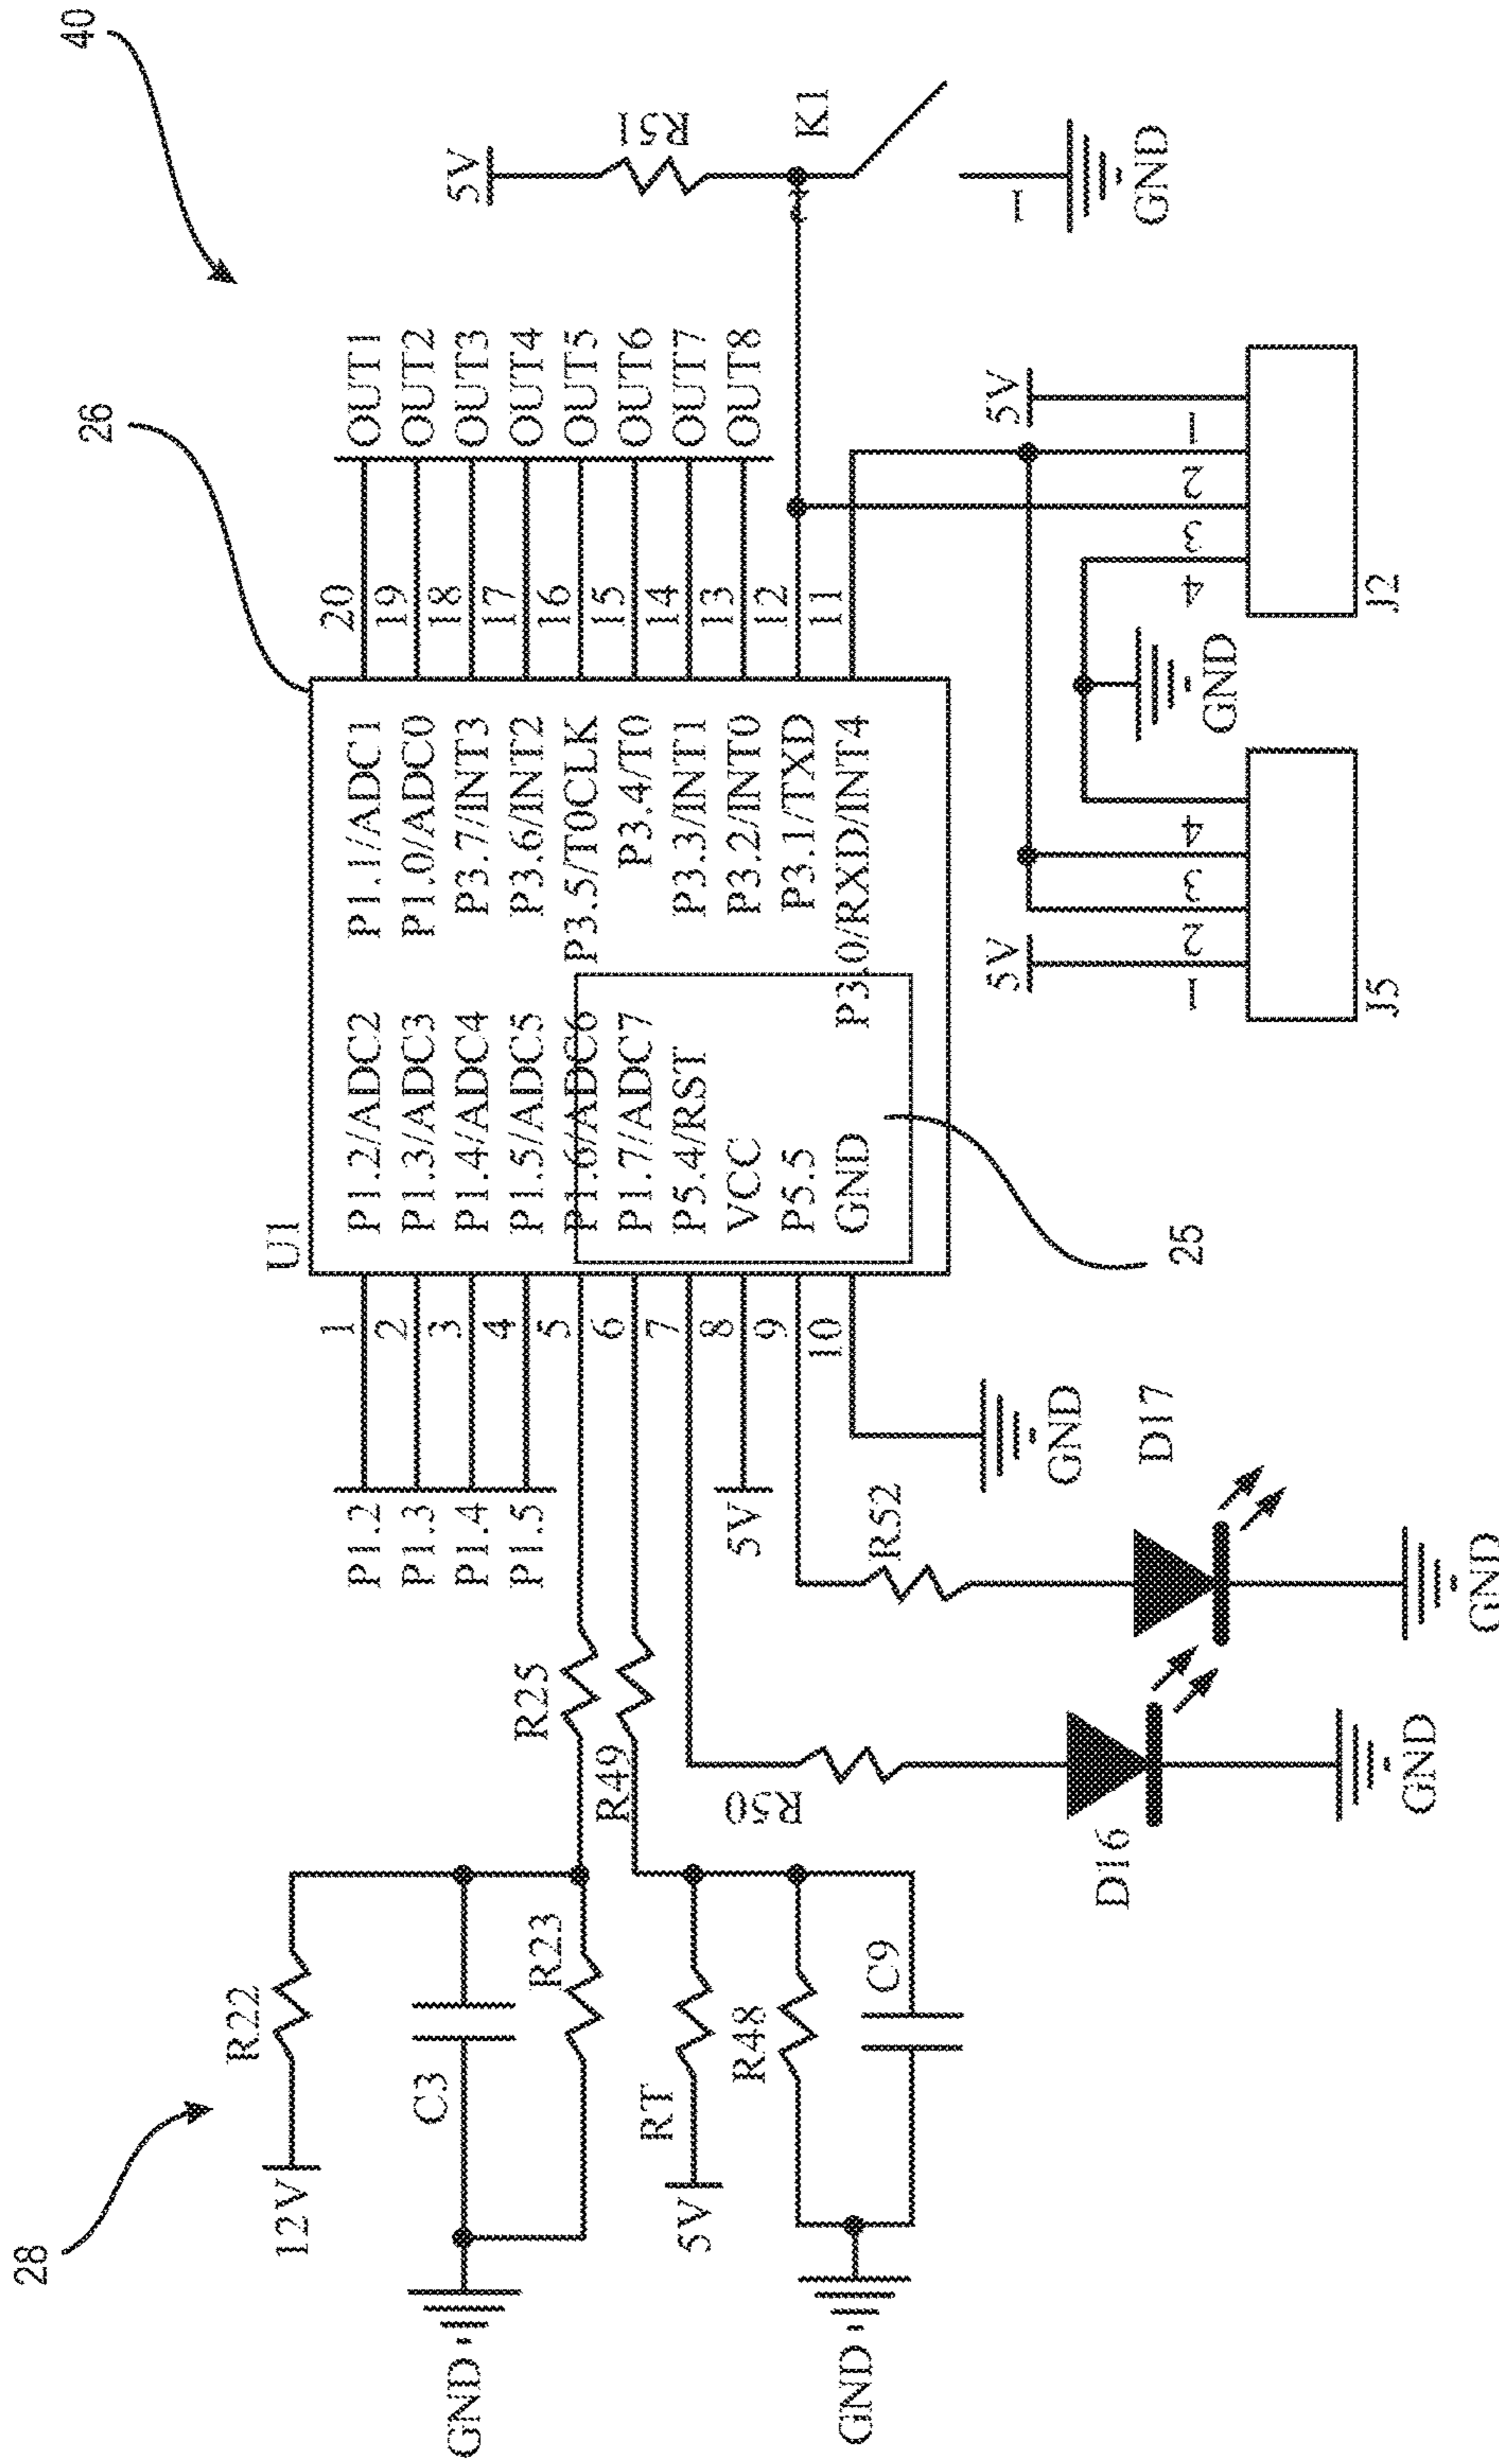 40
26
28
25
U1
P1.2/ADC2
P1.3/ADC3
P1.4/ADC4
P1.5/ADC5
P1.6/ADC6
P1.7/ADC7
P5.4/RST
VCC
P5.5
GND
P1.1/ADC1
P1.0/ADC0
P3.7/INT3
P3.6/INT2
P3.5/T0CLK
P3.4/T0
P3.3/INT1
P3.2/INT0
P3.1/TXD
P3.0/RXD/INT4
1
2
3
4
5
6
7
8
9
10
20
19
18
17
16
15
14
13
12
11
P1.2
P1.3
P1.4
P1.5
OUT1
OUT2
OUT3
OUT4
OUT5
OUT6
OUT7
OUT8
5V
R51
K1
1
GND
12V
R22
C3
R23
R25
GND
5V
RT
R49
R48
C9
GND
5V
GND
R50
D16
GND
R52
D17
GND
5V
1
2
3
4
J5
GND
5V
1
2
3
4
J2